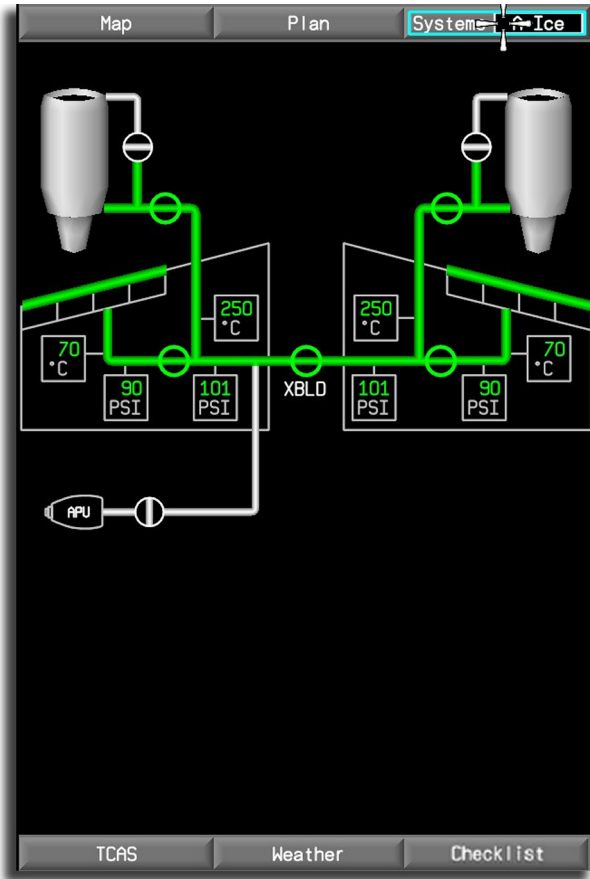 Map
Plan
Systems
Ice
250
°C
250
°C
70
°C
70
°C
90
PSI
101
PSI
XBLD
101
PSI
90
PSI
APU
TCAS
Weather
Checklist